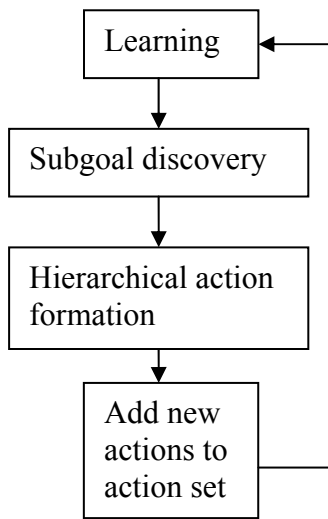 Learning
Subgoal discovery
Hierarchical action
formation
Add new
actions to
action set